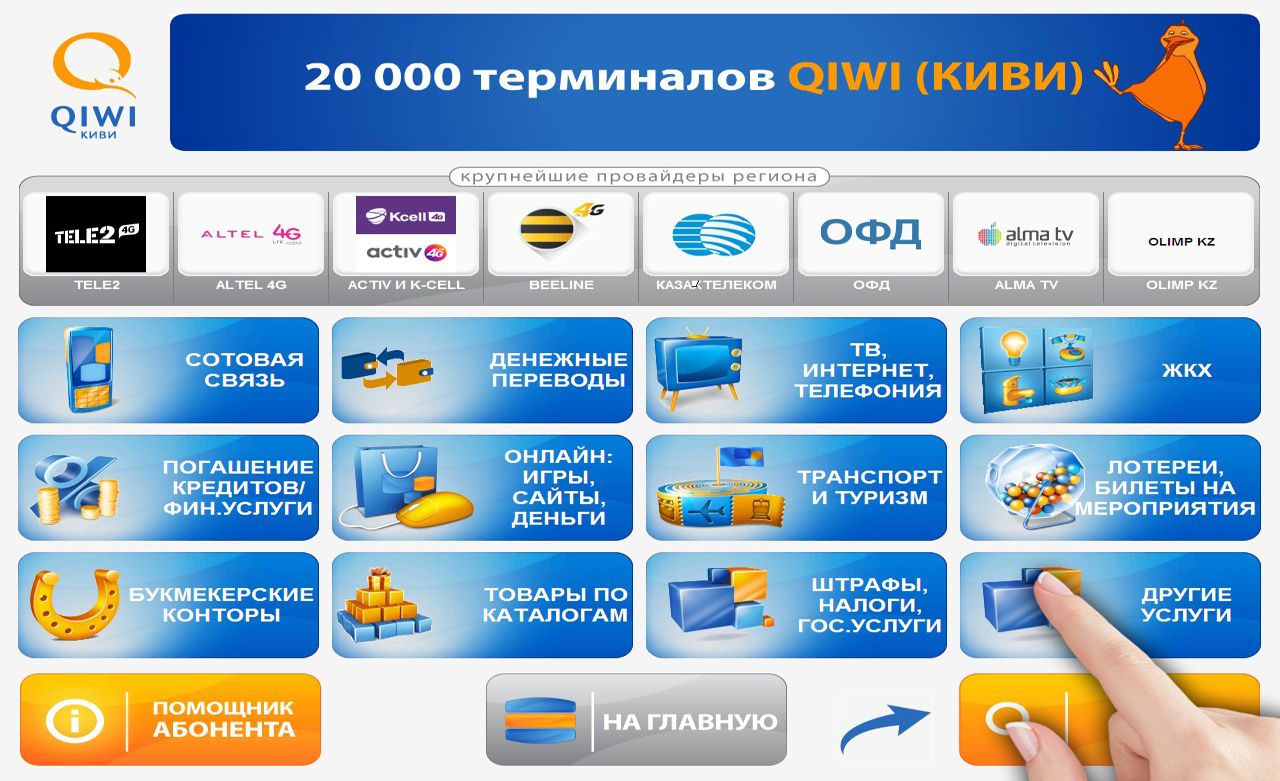 QIWI
КИВИ
20 000 терминалов QIWI (КИВИ)
крупнейшие провайдеры региона
TELE2 4G
ALTEL 4G
LTE GSM
Kcell 4G
activ 4G
4G
ОФД
alma tv
digital television
OLIMP KZ
TELE2
ALTEL 4G
ACTIV И K-CELL
BEELINE
КАЗАХТЕЛЕКОМ
ОФД
ALMA TV
OLIMP KZ
СОТОВАЯ
СВЯЗЬ
ДЕНЕЖНЫЕ
ПЕРЕВОДЫ
ТВ,
ИНТЕРНЕТ,
ТЕЛЕФОНИЯ
ЖКХ
ПОГАШЕНИЕ
КРЕДИТОВ/
ФИН.УСЛУГИ
ОНЛАЙН:
ИГРЫ,
САЙТЫ,
ДЕНЬГИ
ТРАНСПОРТ
И ТУРИЗМ
ЛОТЕРЕИ,
БИЛЕТЫ НА
МЕРОПРИЯТИЯ
БУКМЕКЕРСКИЕ
КОНТОРЫ
ТОВАРЫ ПО
КАТАЛОГАМ
ШТРАФЫ,
НАЛОГИ,
ГОС.УСЛУГИ
ДРУГИЕ
УСЛУГИ
ПОМОЩНИК
АБОНЕНТА
НА ГЛАВНУЮ